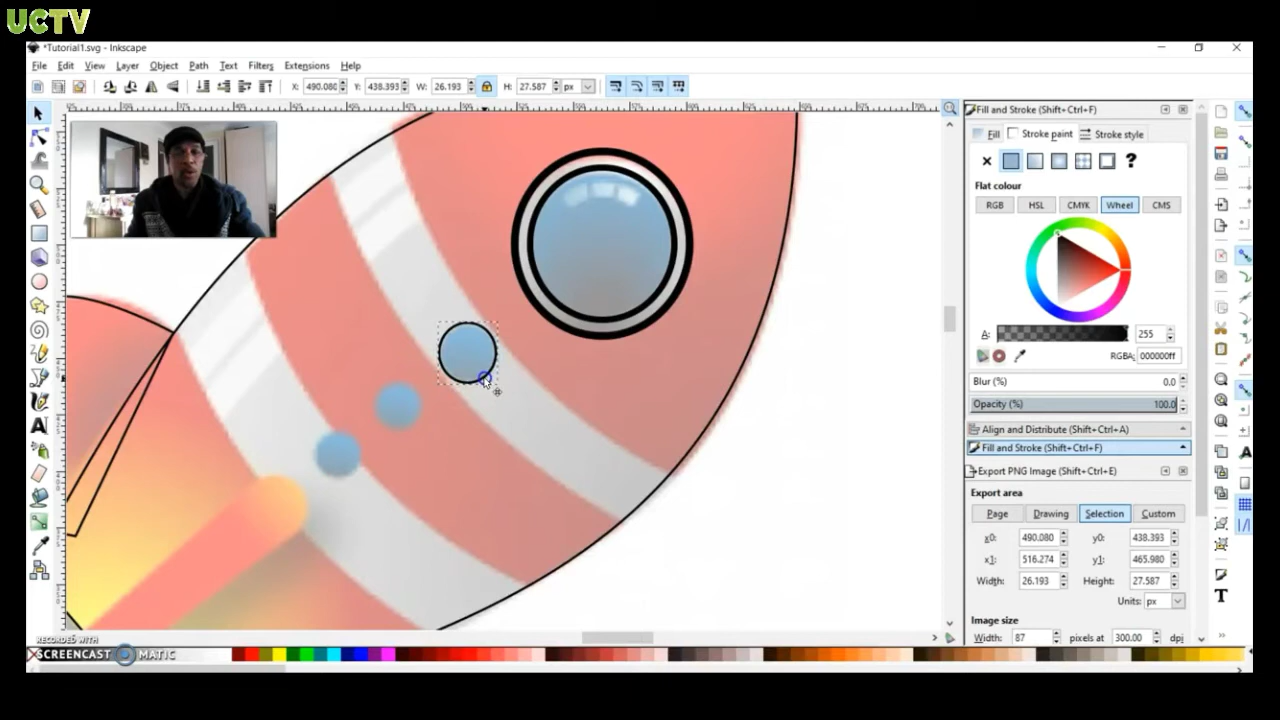 UCTV
*Tutorial1.svg - Inkscape
File Edit View Layer Object Path Text Filters Extensions Help
X: 490.080 Y: 438.393 W: 26.193 H: 27.587 px
Fill and Stroke (Shift+Ctrl+F)
Fill Stroke paint Stroke style
?
Flat colour
RGB HSL CMYK Wheel CMS
A: 255
RGBA: 000000ff
Blur (%) 0.0
Opacity (%) 100.0
Align and Distribute (Shift+Ctrl+A)
Fill and Stroke (Shift+Ctrl+F)
Export PNG Image (Shift+Ctrl+E)
Export area
Page Drawing Selection Custom
x0: 490.080 y0: 438.393
x1: 516.274 y1: 465.980
Width: 26.193 Height: 27.587
Units: px
Image size
Width: 87 pixels at 300.00 dpi
RECORDED WITH
SCREENCAST MATIC